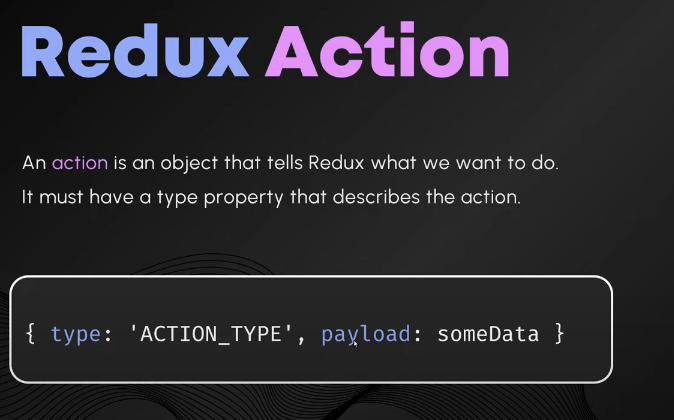 Redux Action
An action is an object that tells Redux what we want to do.
It must have a type property that describes the action.
{ type: 'ACTION_TYPE', payload: someData }